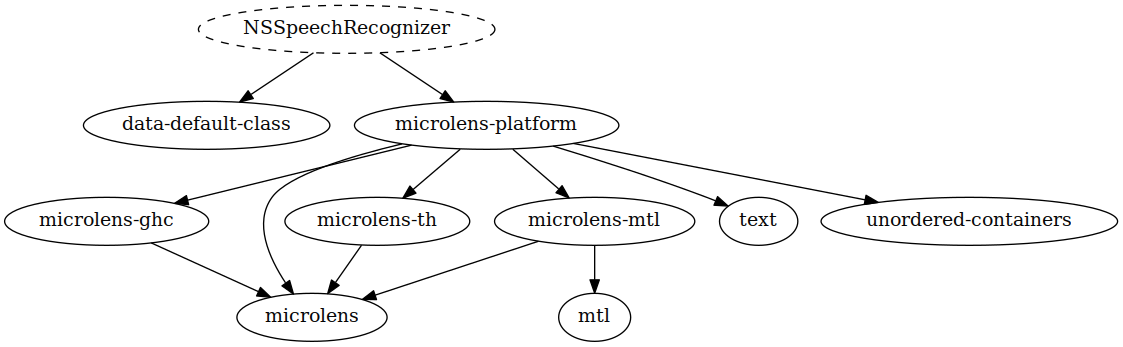 NSSpeechRecognizer
data-default-class
microlens-platform
microlens-ghc
microlens-th
microlens-mtl
text
unordered-containers
microlens
mtl